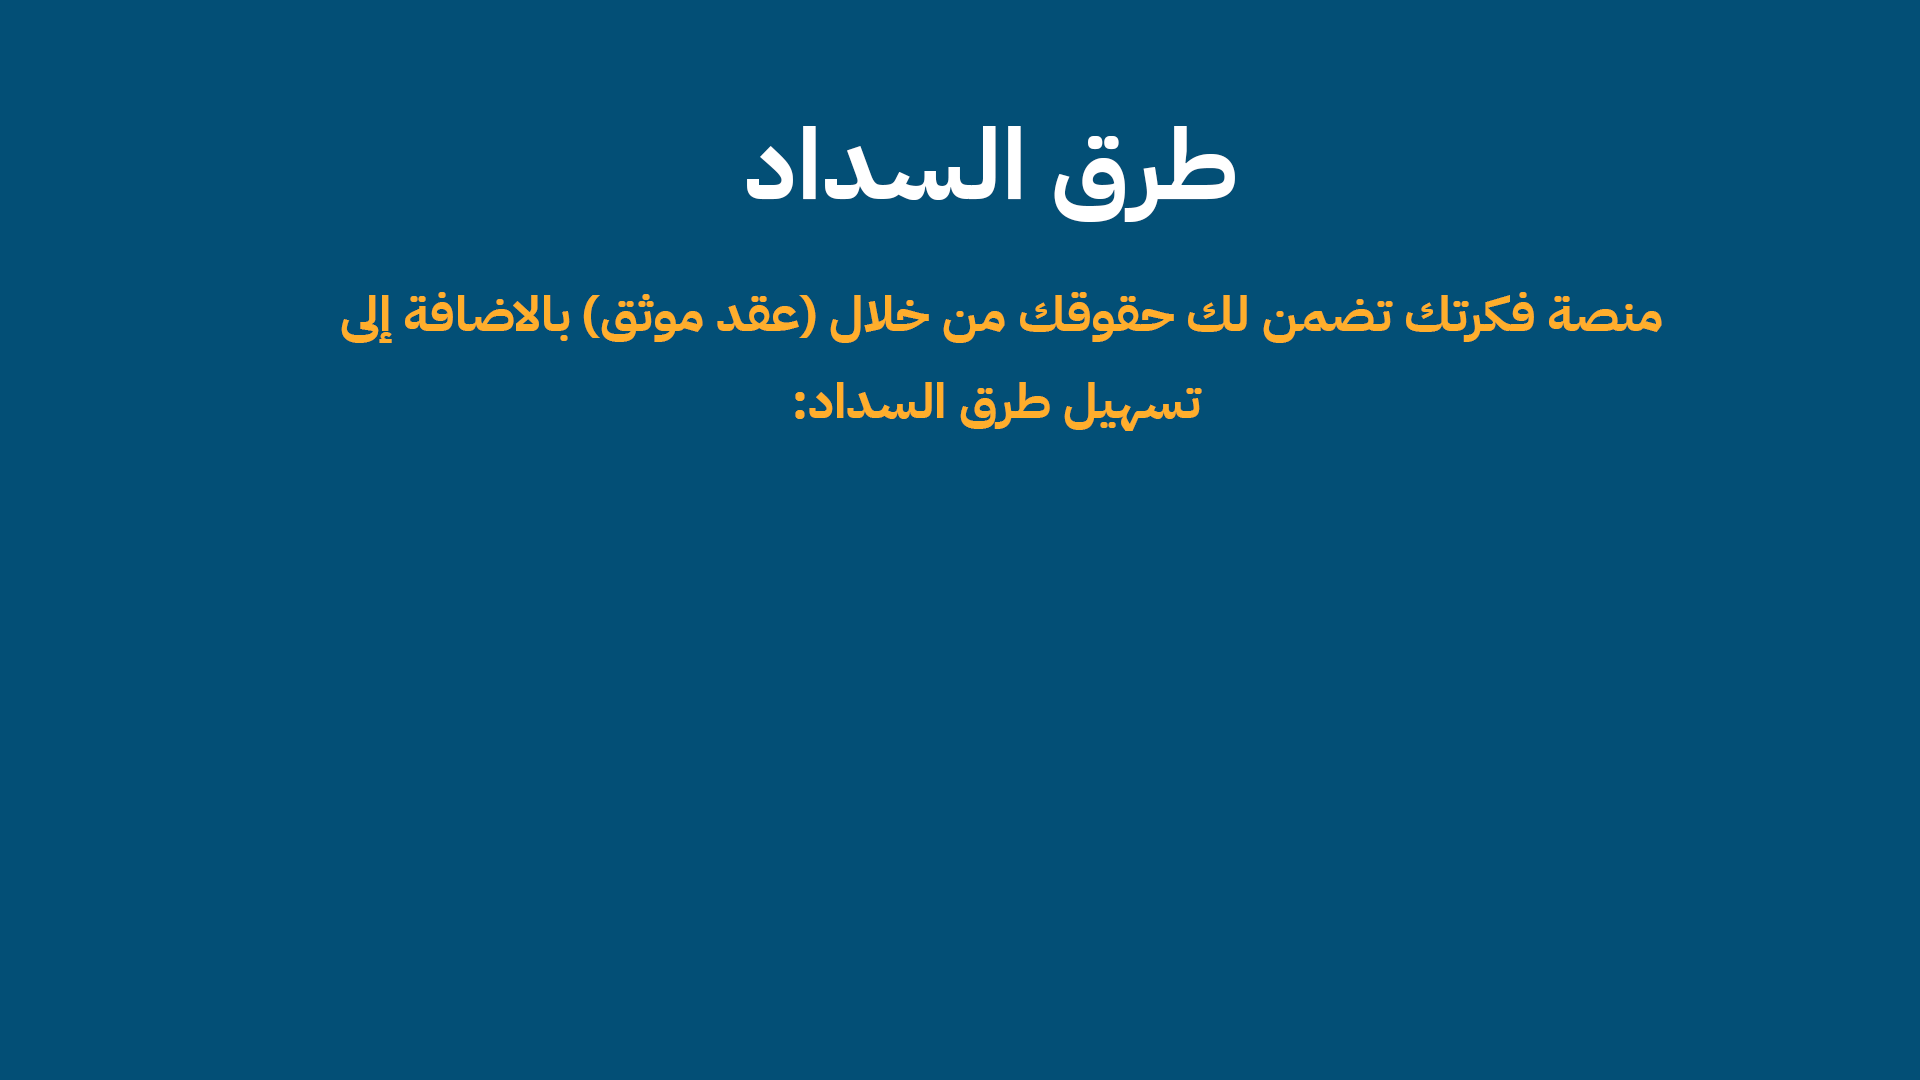 طرق السداد
منصة فكرتك تضمن لك حقوقك من خلال (عقد موثق) بالاضافة إلى
تسهيل طرق السداد: